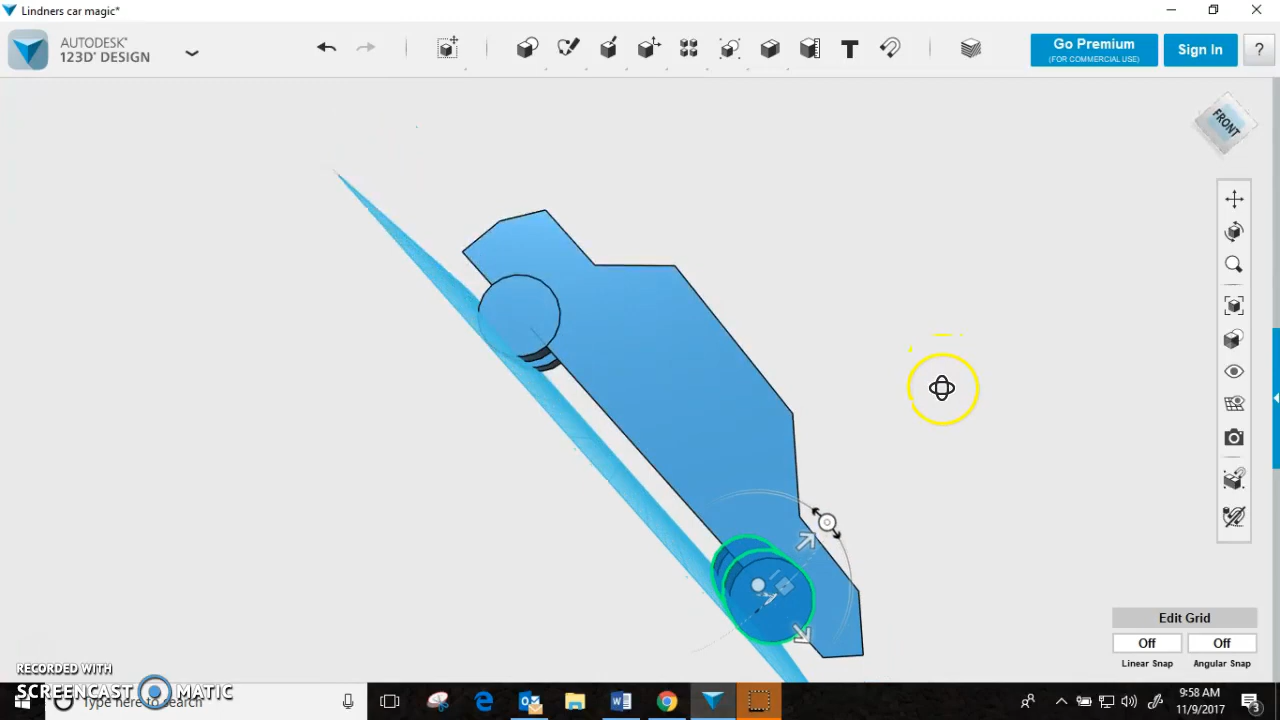 Lindners car magic*
AUTODESK®
123D® DESIGN
T
Go Premium
(FOR COMMERCIAL USE)
Sign In
?
FRONT
Edit Grid
Off
Off
Linear Snap
Angular Snap
RECORDED WITH
SCREENCAST MATIC
Type here to search
9:58 AM
11/9/2017
3